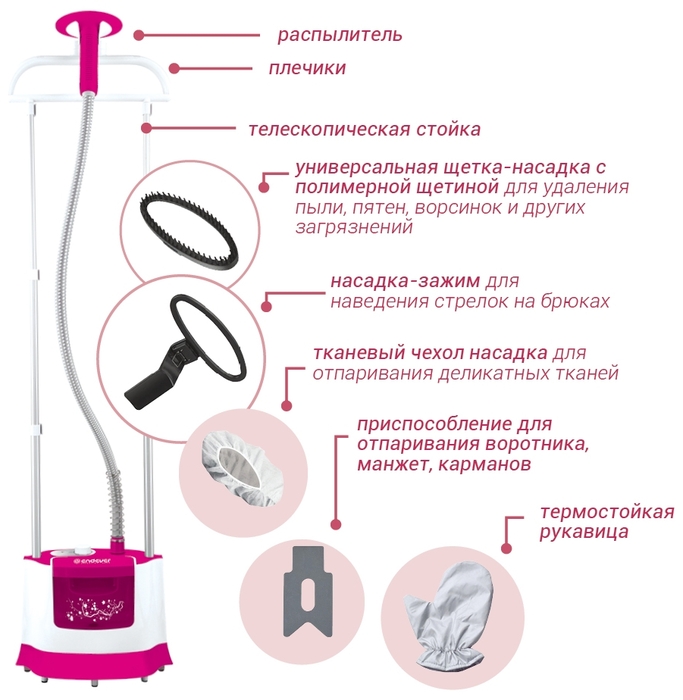 распылитель
плечики
телескопическая стойка
универсальная щетка-насадка с
полимерной щетиной для удаления
пыли, пятен, ворсинок и других
загрязнений
насадка-зажим для
наведения стрелок на брюках
тканевый чехол насадка для
отпаривания деликатных тканей
приспособление для
отпаривания воротника,
манжет, карманов
термостойкая
рукавица
endever